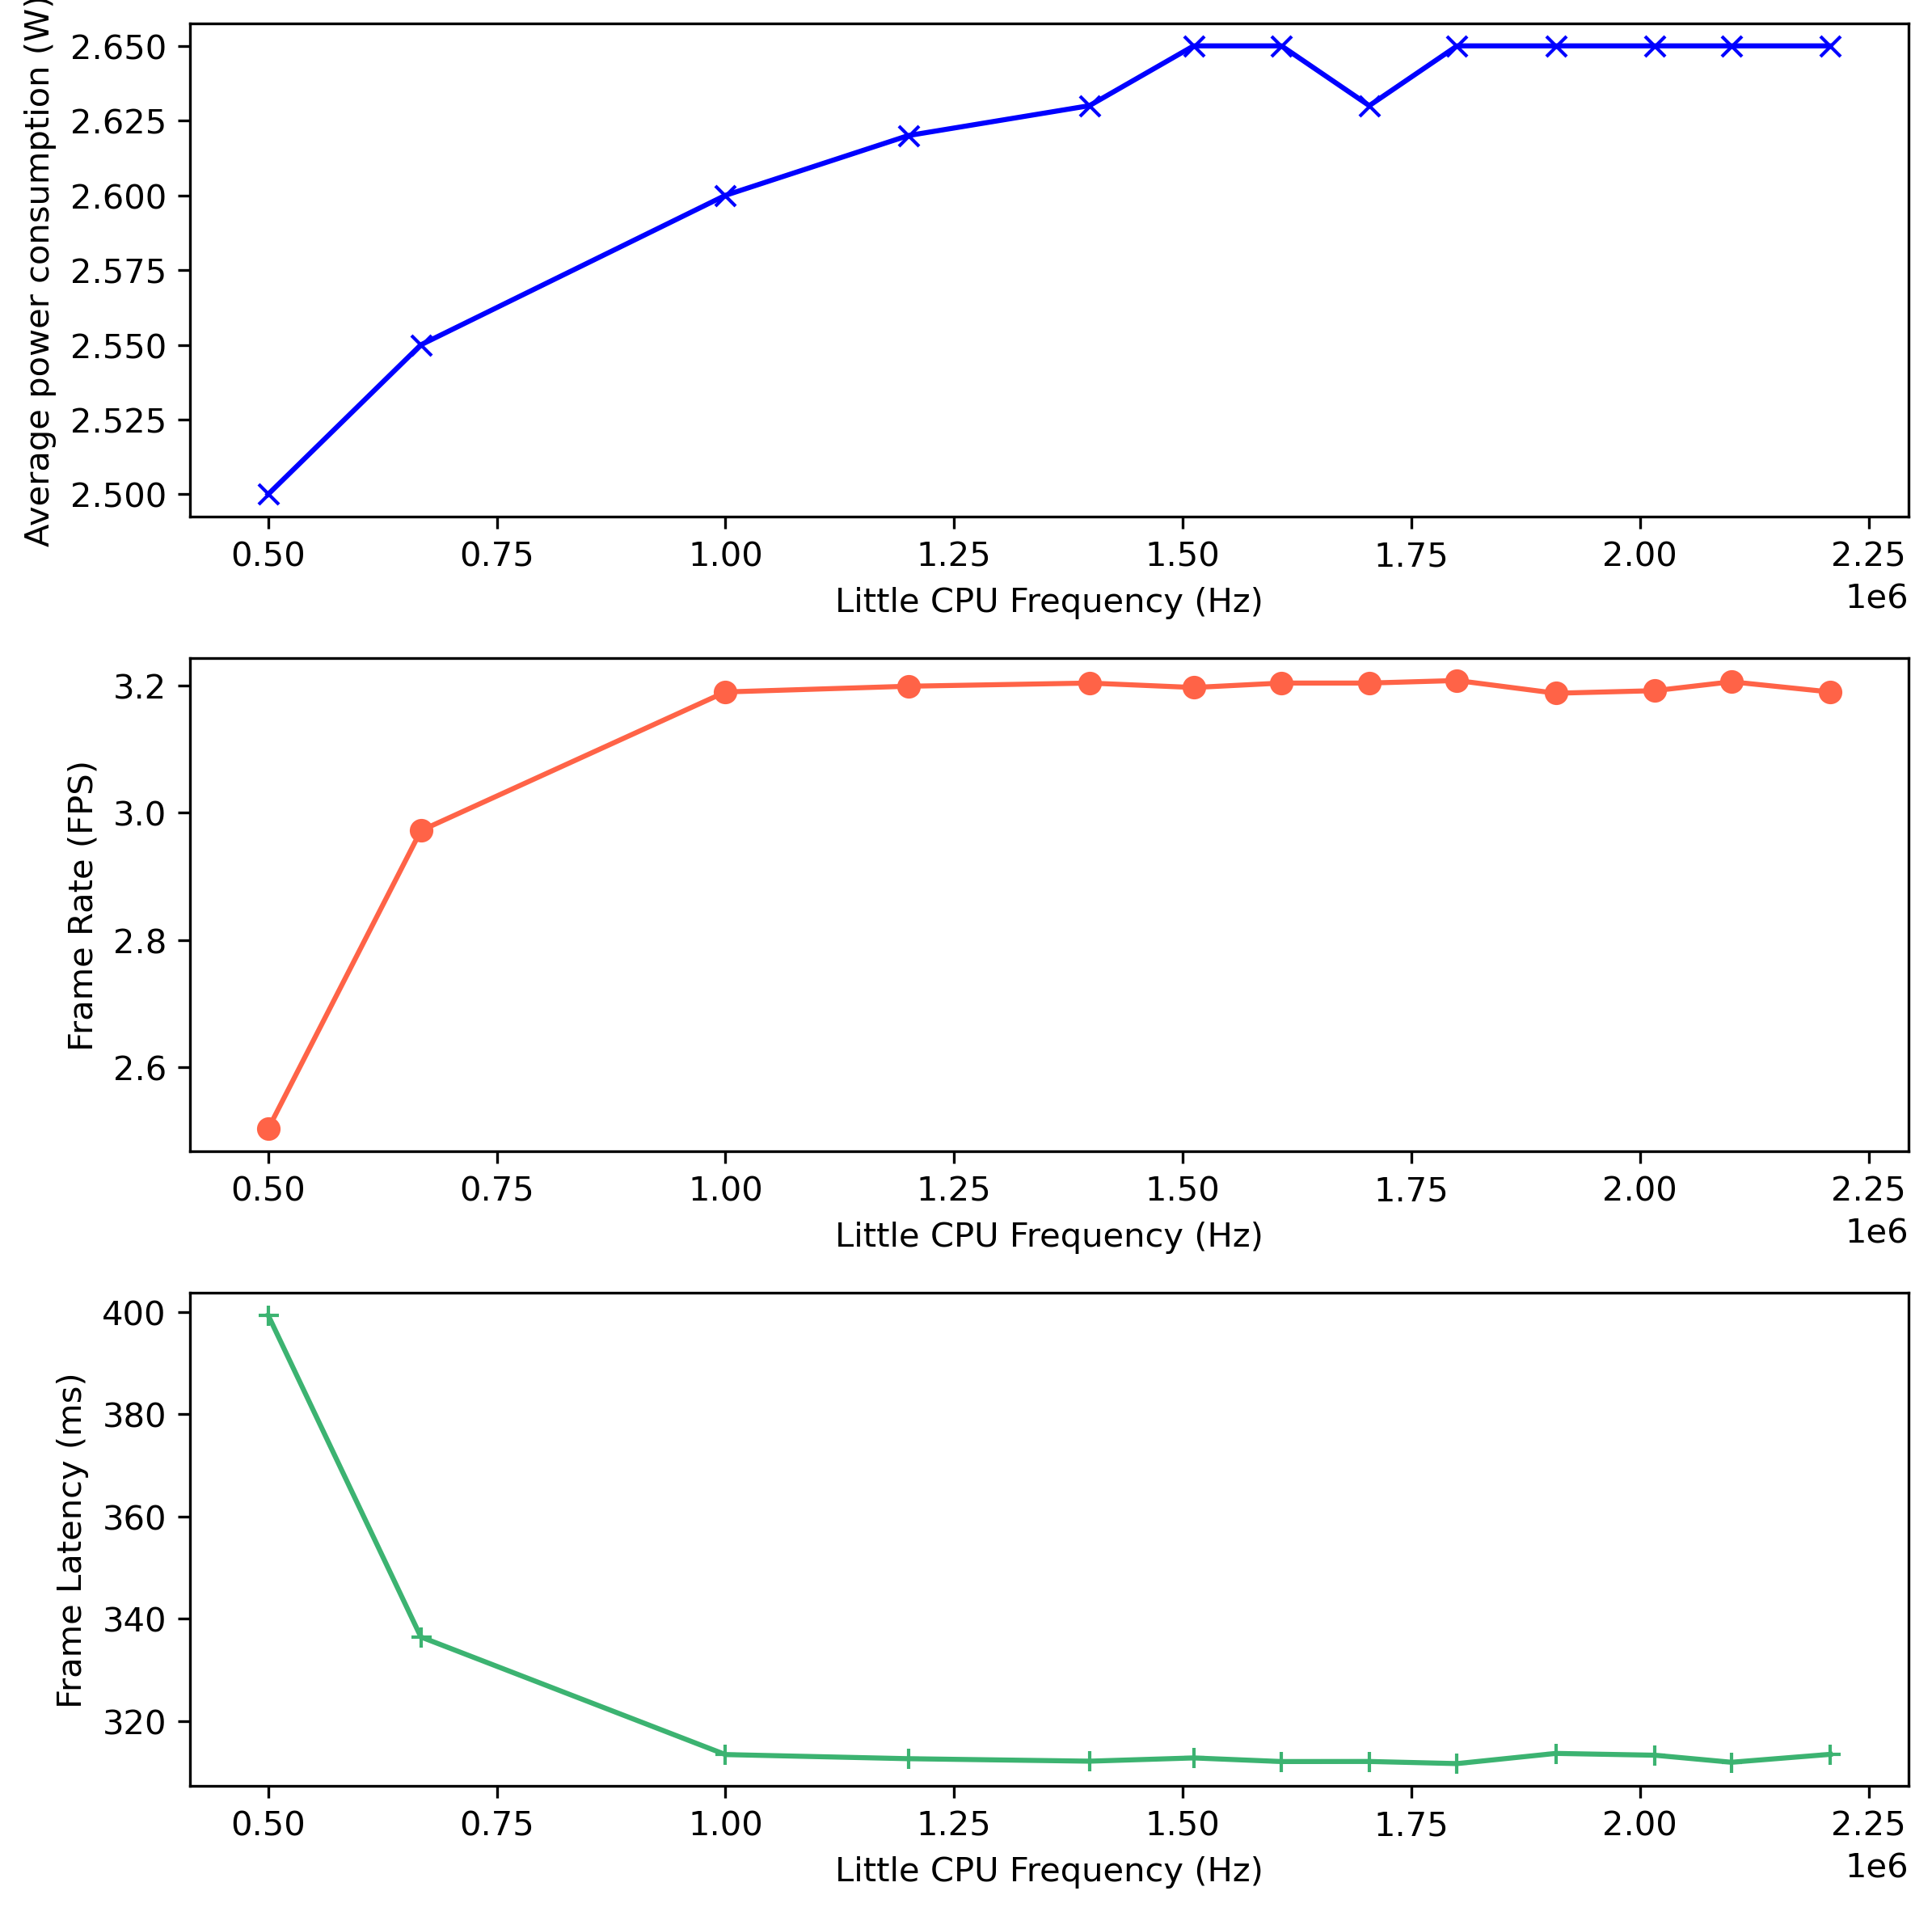 Average power consumption (W)
2.650
2.625
2.600
2.575
2.550
2.525
2.500
0.50 0.75 1.00 1.25 1.50 1.75 2.00 2.25
1e6
Little CPU Frequency (Hz)
Frame Rate (FPS)
3.2
3.0
2.8
2.6
0.50 0.75 1.00 1.25 1.50 1.75 2.00 2.25
1e6
Little CPU Frequency (Hz)
Frame Latency (ms)
400
380
360
340
320
0.50 0.75 1.00 1.25 1.50 1.75 2.00 2.25
1e6
Little CPU Frequency (Hz)